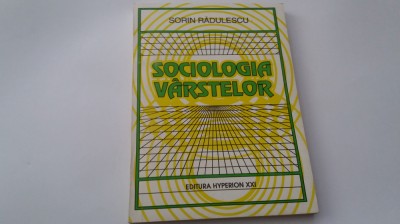 SORIN RĂDULESCU
SOCIOLOGIA
VÂRSTELOR
EDITURA HYPERION XXI